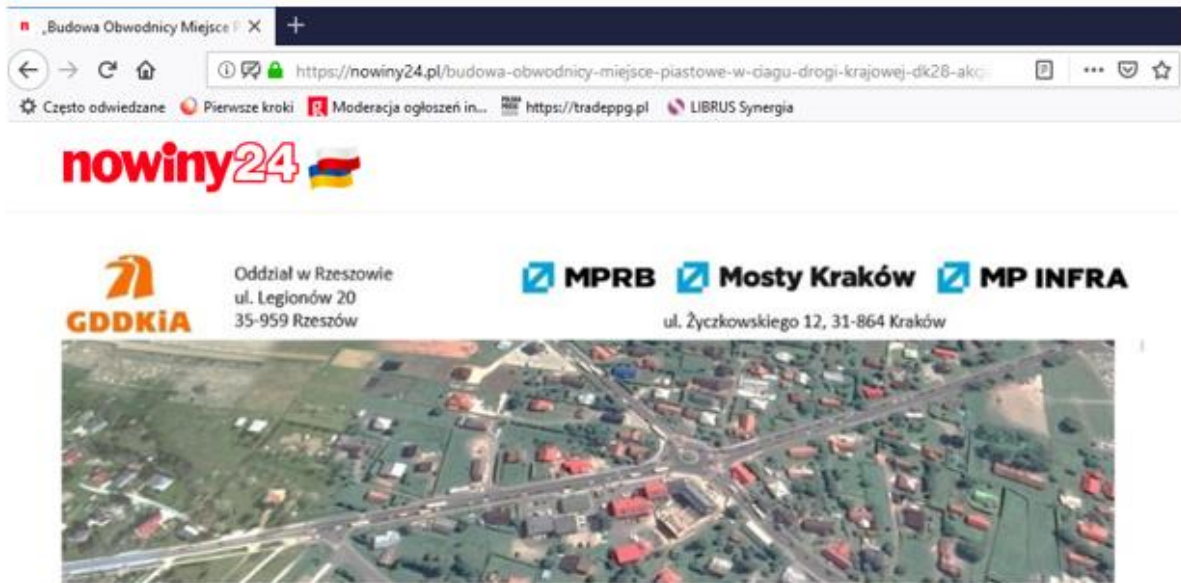 „Budowa Obwodnicy Miejsce P
https://nowiny24.pl/budowa-obwodnicy-miejsce-piastowe-w-ciagu-drogi-krajowej-dk28-akc
Często odwiedzane Pierwsze kroki Moderacja ogłoszeń in... https://tradeppg.pl LIBRUS Synergia
nowiny24
GDDKiA
Oddział w Rzeszowie
ul. Legionów 20
35-959 Rzeszów
MPRB Mosty Kraków MP INFRA
ul. Życzkowskiego 12, 31-864 Kraków